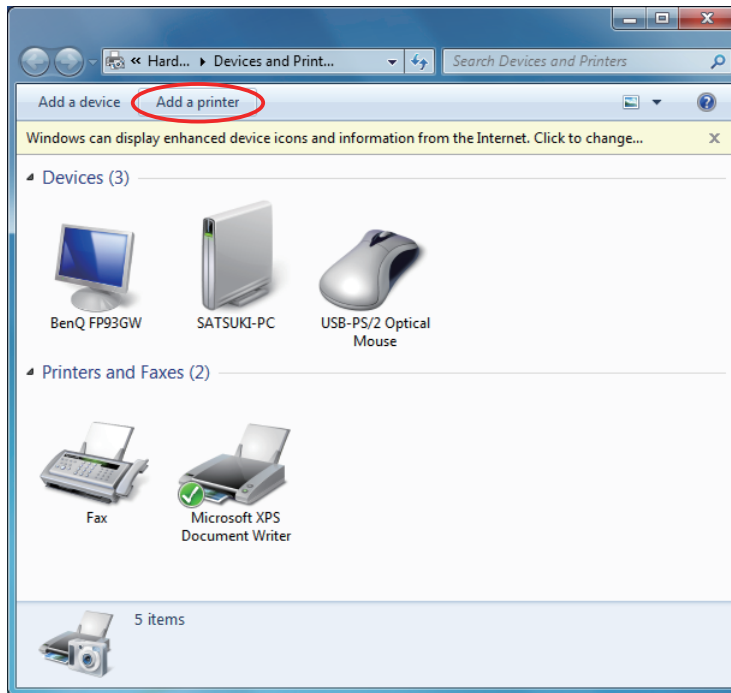 « Hard... ▸ Devices and Print... Search Devices and Printers
Add a device Add a printer
Windows can display enhanced device icons and information from the Internet. Click to change... x
Devices (3)
BenQ FP93GW SATSUKI-PC USB-PS/2 Optical
Mouse
Printers and Faxes (2)
Fax Microsoft XPS
Document Writer
5 items